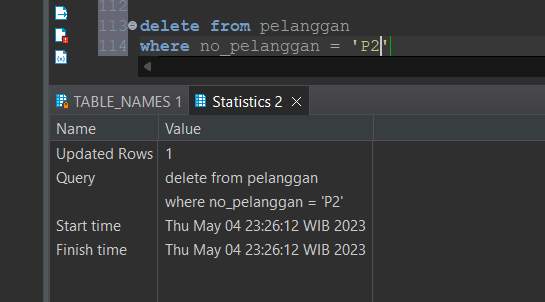 112
113 delete from pelanggan
114 where no_pelanggan = 'P2'
TABLE_NAMES 1 Statistics 2
Name Value
Updated Rows 1
Query delete from pelanggan
where no_pelanggan = 'P2'
Start time Thu May 04 23:26:12 WIB 2023
Finish time Thu May 04 23:26:12 WIB 2023